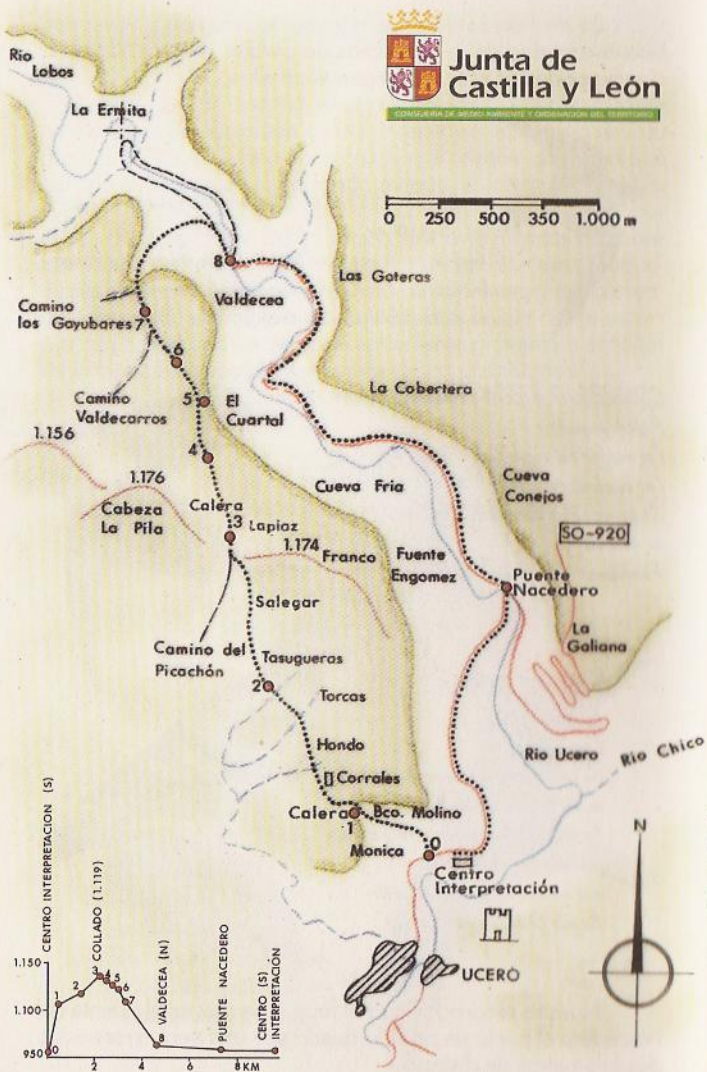 Junta de
Castilla y León
CONSEJERIA DE MEDIO AMBIENTE Y ORDENACION DEL TERRITORIO
Rio
Lobos
La Ermita
0 250 500 350 1.000 m
8
Valdecea
Las Goteras
Camino
los Gayubares
7
6
Camino
Valdecarros
5
El
Cuartal
La Cobertera
1.156
4
1.176
Cabeza
La Pila
Calera
Cueva Fria
Cueva
Conejos
3
Lapiaz
1.174
Franco
Fuente
Engomez
SO-920
Puente
Nacedero
Salegar
La
Galiana
Camino del
Picachón
Tasugueras
2
Torcas
Hondo
Rio Ucero
Rio Chico
Corrales
Calera
1
Bco. Molino
Monica
0
Centro
Interpretación
N
UCERO
CENTRO INTERPRETACION (S)
COLLADO (1.119)
VALDECEA (N)
PUENTE NACEDERO
CENTRO (S)
INTERPRETACIÓN
1.150
1.100
950
0
1
2
3
4
5
6
7
8
2 4 6 8 KM